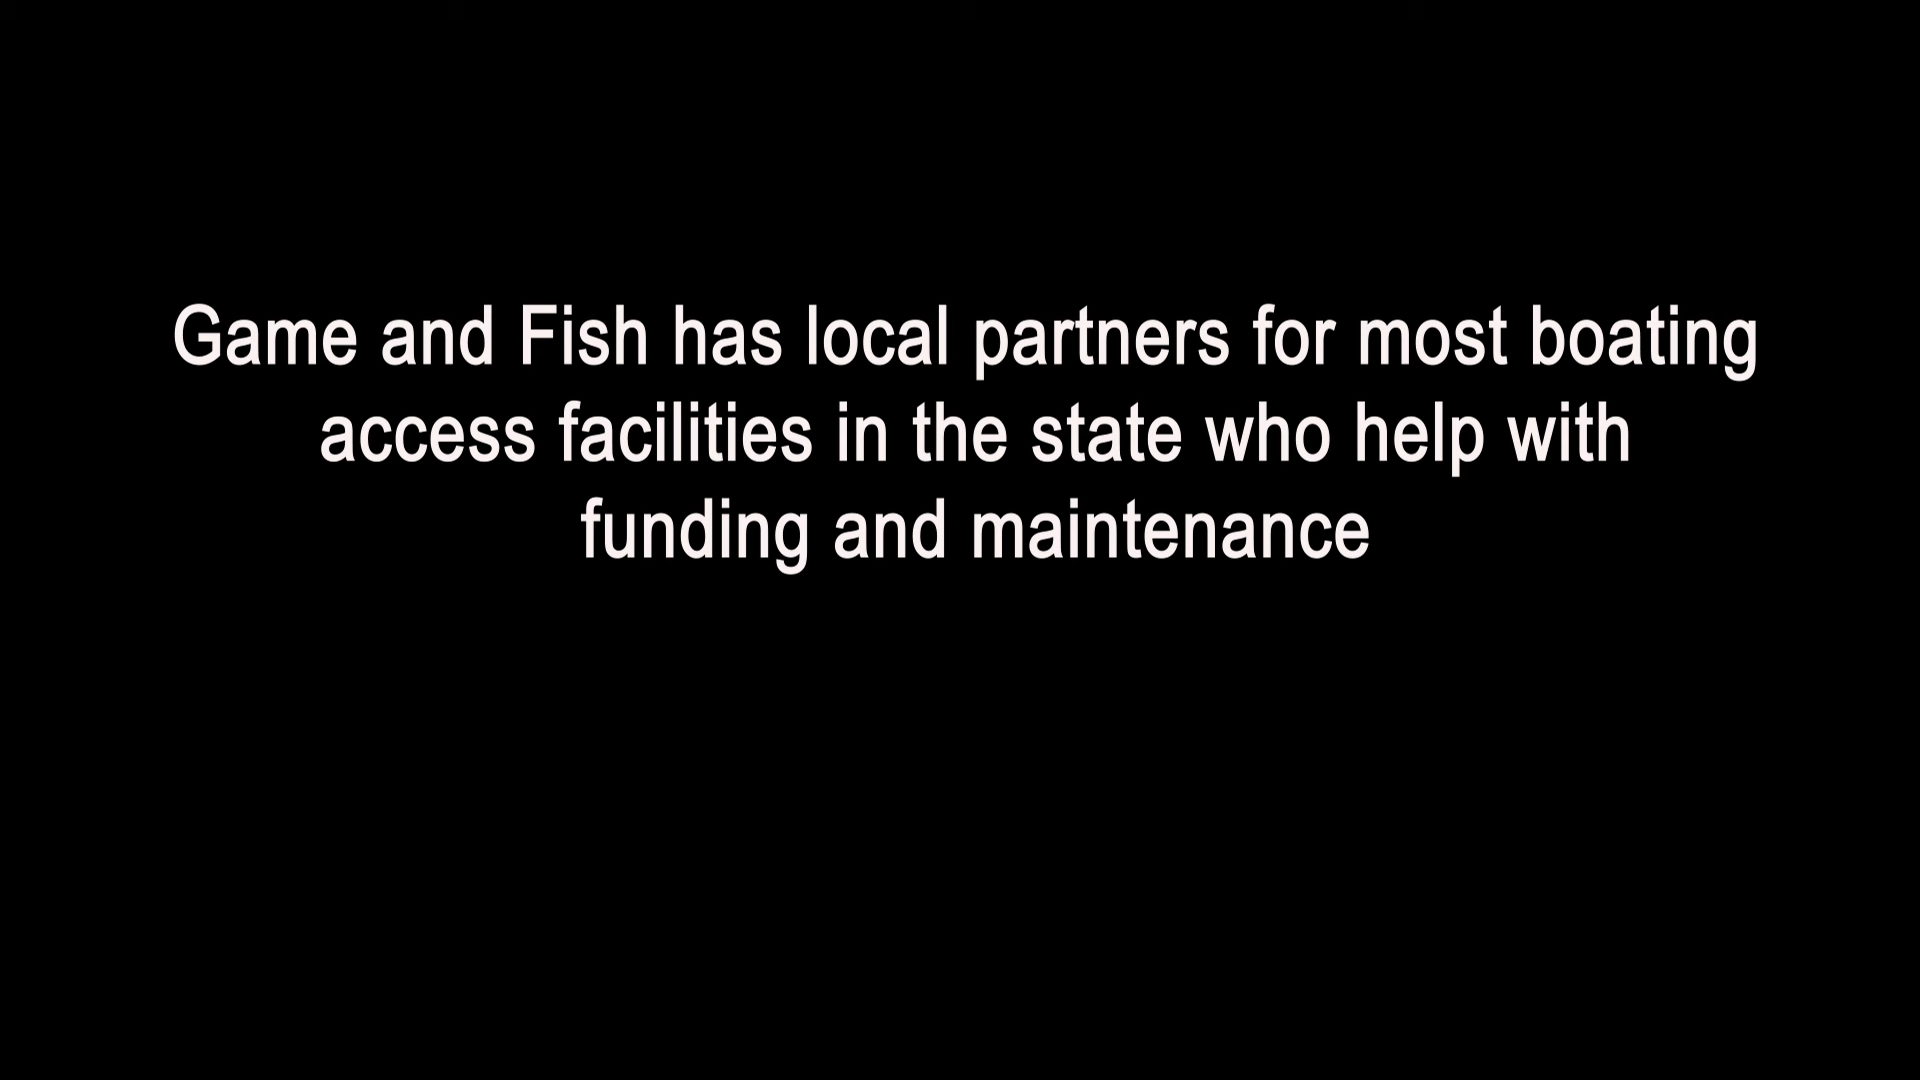 Game and Fish has local partners for most boating
access facilities in the state who help with
funding and maintenance